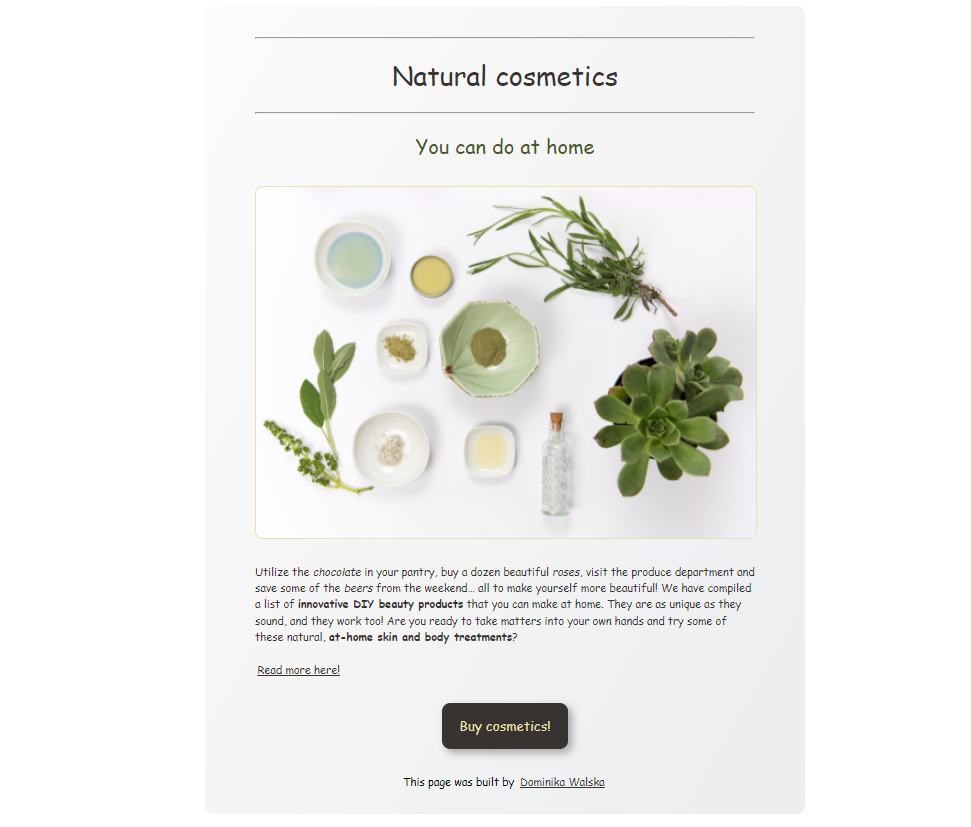 Natural cosmetics
You can do at home
Utilize the chocolate in your pantry, buy a dozen beautiful roses, visit the produce department and
save some of the beers from the weekend... all to make yourself more beautiful! We have compiled
a list of innovative DIY beauty products that you can make at home. They are as unique as they
sound, and they work too! Are you ready to take matters into your own hands and try some of
these natural, at-home skin and body treatments?
Read more here!
Buy cosmetics!
This page was built by Dominika Walska